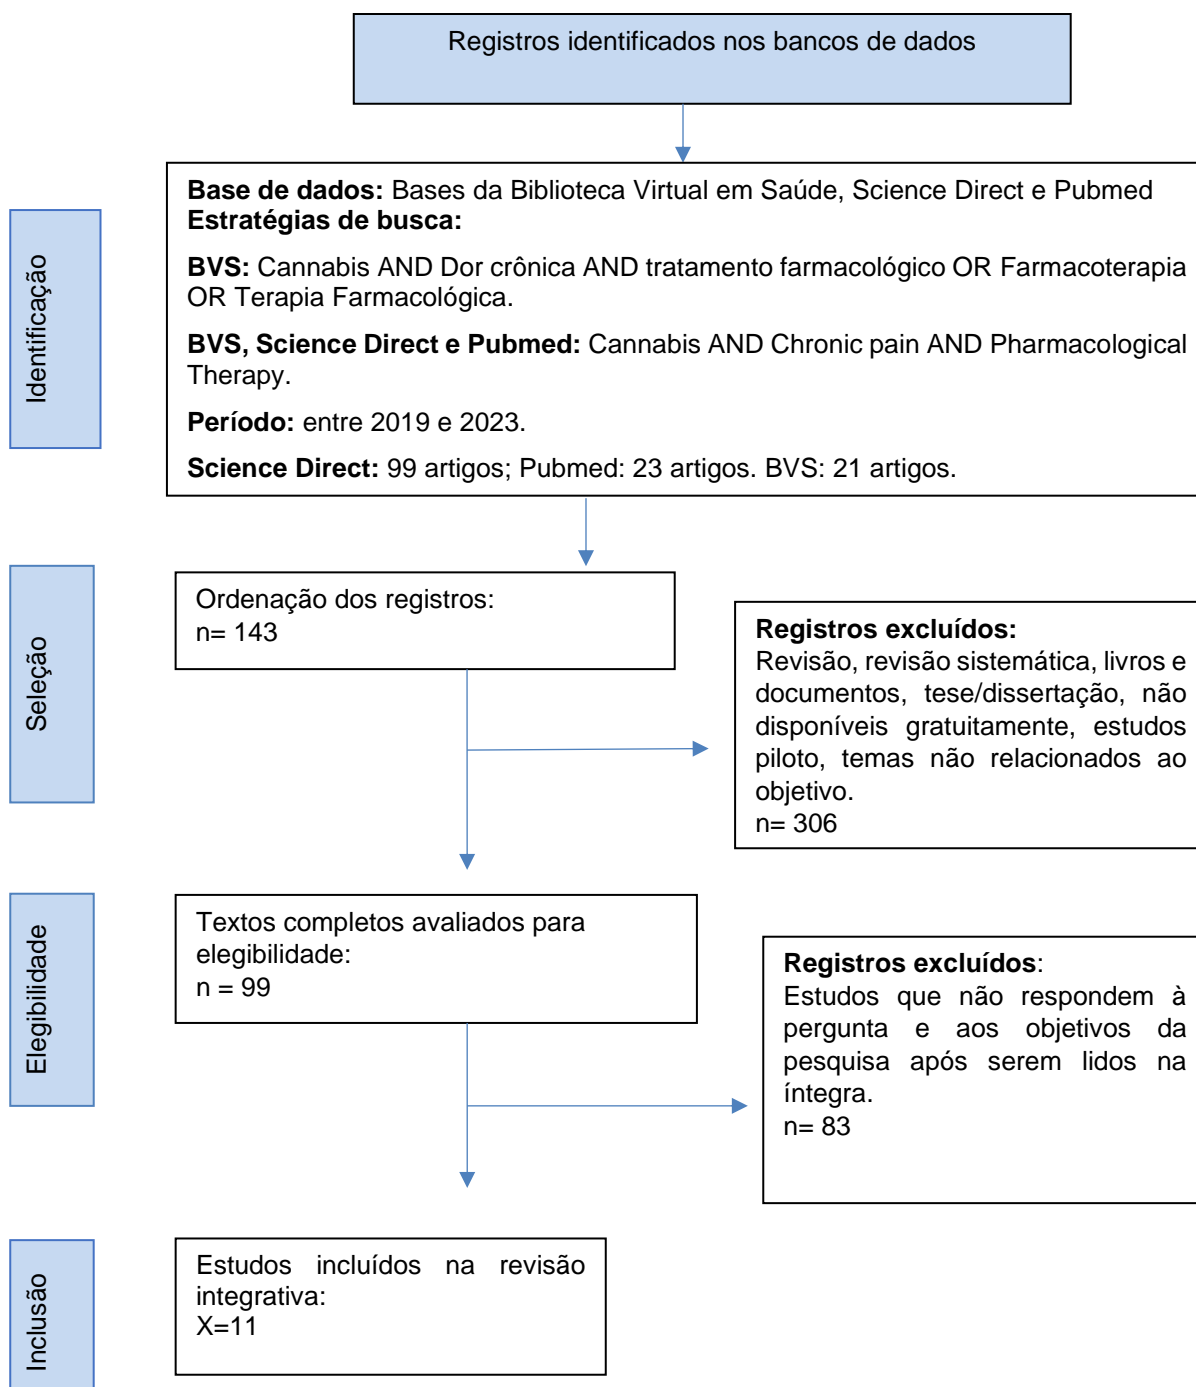 Registros identificados nos bancos de dados
Identificação
Base de dados: Bases da Biblioteca Virtual em Saúde, Science Direct e Pubmed
Estratégias de busca:
BVS: Cannabis AND Dor crônica AND tratamento farmacológico OR Farmacoterapia
OR Terapia Farmacológica.
BVS, Science Direct e Pubmed: Cannabis AND Chronic pain AND Pharmacological
Therapy.
Período: entre 2019 e 2023.
Science Direct: 99 artigos; Pubmed: 23 artigos. BVS: 21 artigos.
Seleção
Ordenação dos registros:
n= 143
Registros excluídos:
Revisão, revisão sistemática, livros e
documentos, tese/dissertação, não
disponíveis gratuitamente, estudos
piloto, temas não relacionados ao
objetivo.
n= 306
Elegibilidade
Textos completos avaliados para
elegibilidade:
n = 99
Registros excluídos:
Estudos que não respondem à
pergunta e aos objetivos da
pesquisa após serem lidos na
íntegra.
n= 83
Inclusão
Estudos incluídos na revisão
integrativa:
X=11